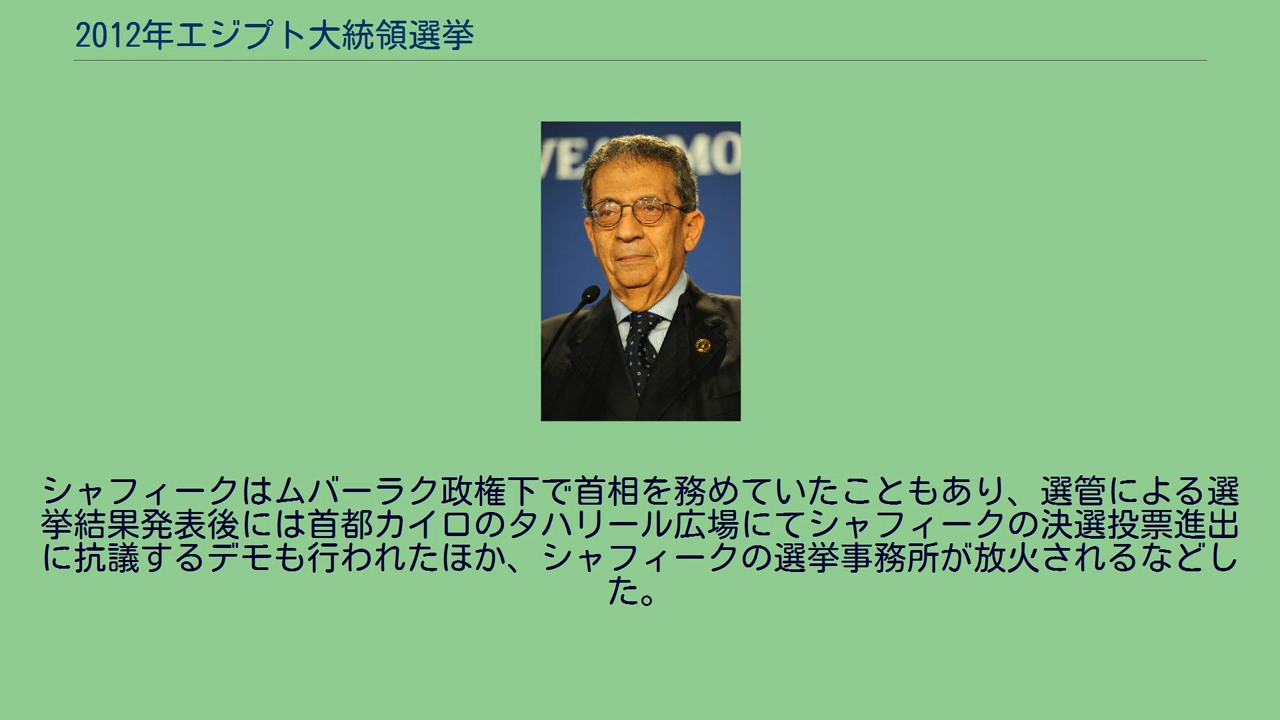 2012年エジプト大統領選挙
VE MO
シャフィークはムバーラク政権下で首相を務めていたこともあり、選管による選
挙結果発表後には首都カイロのタハリール広場にてシャフィークの決選投票進出
に抗議するデモも行われたほか、シャフィークの選挙事務所が放火されるなどし
た。